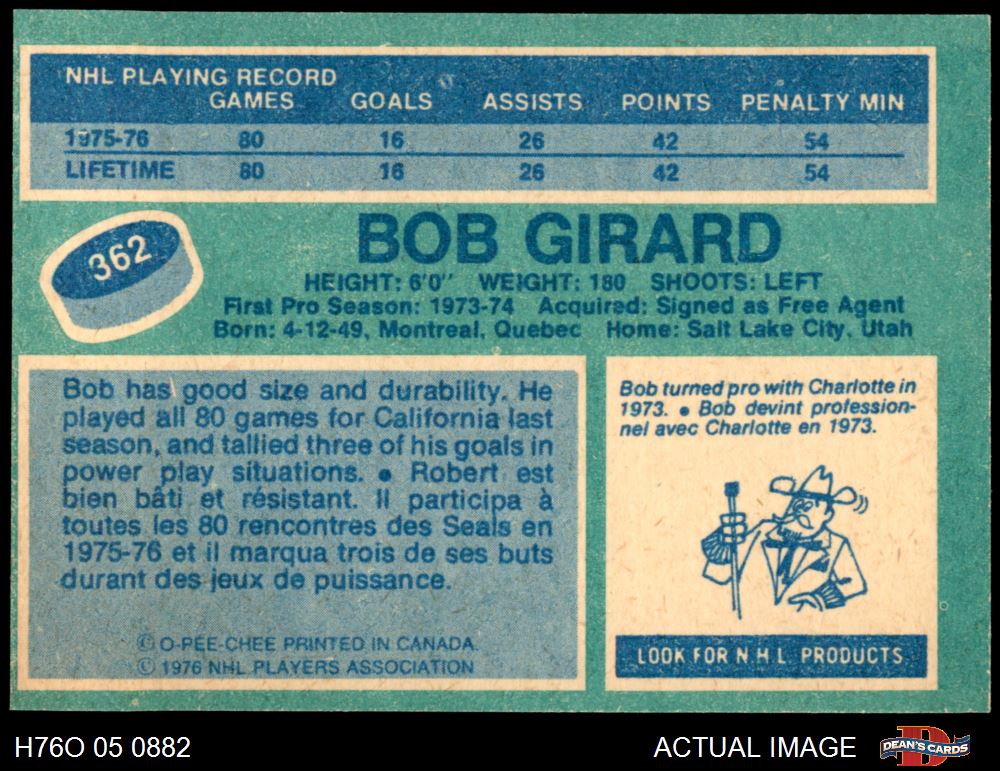 NHL PLAYING RECORD
GAMES GOALS ASSISTS POINTS PENALTY MIN
1975-76 80 16 26 42 54
LIFETIME 80 16 26 42 54
362
BOB GIRARD
HEIGHT: 6'0" WEIGHT: 180 SHOOTS: LEFT
First Pro Season: 1973-74 Acquired: Signed as Free Agent
Born: 4-12-49, Montreal, Quebec Home: Salt Lake City, Utah
Bob has good size and durability. He
played all 80 games for California last
season, and tallied three of his goals in
power play situations. • Robert est
bien bâti et résistant. Il participa à
toutes les 80 rencontres des Seals en
1975-76 et il marqua trois de ses buts
durant des jeux de puissance.
© O-PEE-CHEE PRINTED IN CANADA.
© 1976 NHL PLAYERS ASSOCIATION
Bob turned pro with Charlotte in
1973. • Bob devint profession-
nel avec Charlotte en 1973.
LOOK FOR N.H.L. PRODUCTS
H76O 05 0882
ACTUAL IMAGE
DEAN'S CARDS